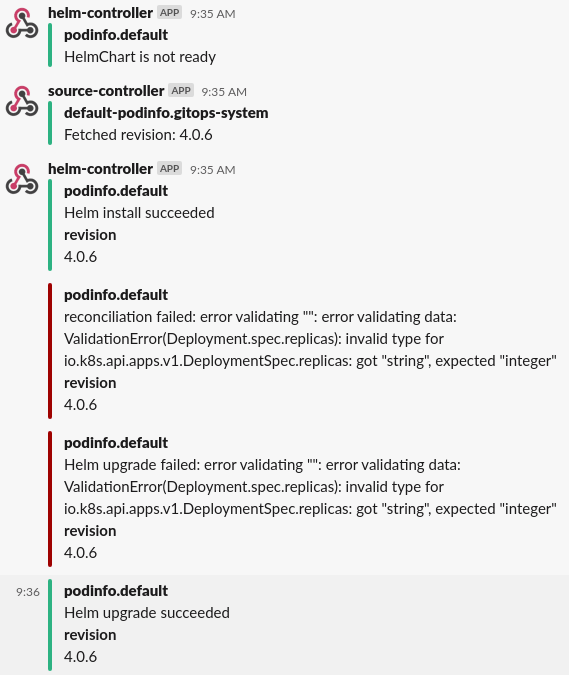 helm-controller APP 9:35 AM
podinfo.default
HelmChart is not ready
source-controller APP 9:35 AM
default-podinfo.gitops-system
Fetched revision: 4.0.6
helm-controller APP 9:35 AM
podinfo.default
Helm install succeeded
revision
4.0.6
podinfo.default
reconciliation failed: error validating "": error validating data:
ValidationError(Deployment.spec.replicas): invalid type for
io.k8s.api.apps.v1.DeploymentSpec.replicas: got "string", expected "integer"
revision
4.0.6
podinfo.default
Helm upgrade failed: error validating "": error validating data:
ValidationError(Deployment.spec.replicas): invalid type for
io.k8s.api.apps.v1.DeploymentSpec.replicas: got "string", expected "integer"
revision
4.0.6
9:36 podinfo.default
Helm upgrade succeeded
revision
4.0.6